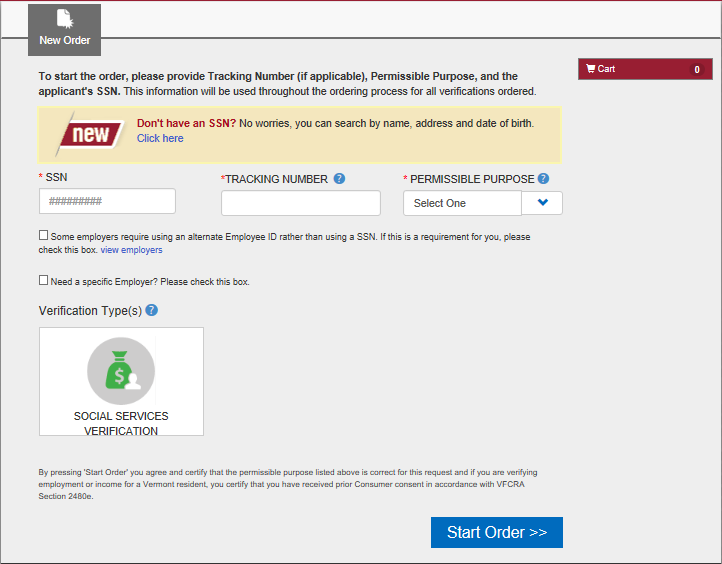 New Order
Cart 0
To start the order, please provide Tracking Number (if applicable), Permissible Purpose, and the
applicant's SSN. This information will be used throughout the ordering process for all verifications ordered.
new
Don't have an SSN? No worries, you can search by name, address and date of birth.
Click here
* SSN
*TRACKING NUMBER ?
* PERMISSIBLE PURPOSE ?
#########
Select One
Some employers require using an alternate Employee ID rather than using a SSN. If this is a requirement for you, please
check this box. view employers
Need a specific Employer? Please check this box.
Verification Type(s) ?
$
SOCIAL SERVICES
VERIFICATION
By pressing 'Start Order' you agree and certify that the permissible purpose listed above is correct for this request and if you are verifying
employment or income for a Vermont resident, you certify that you have received prior Consumer consent in accordance with VFCRA
Section 2480e.
Start Order >>